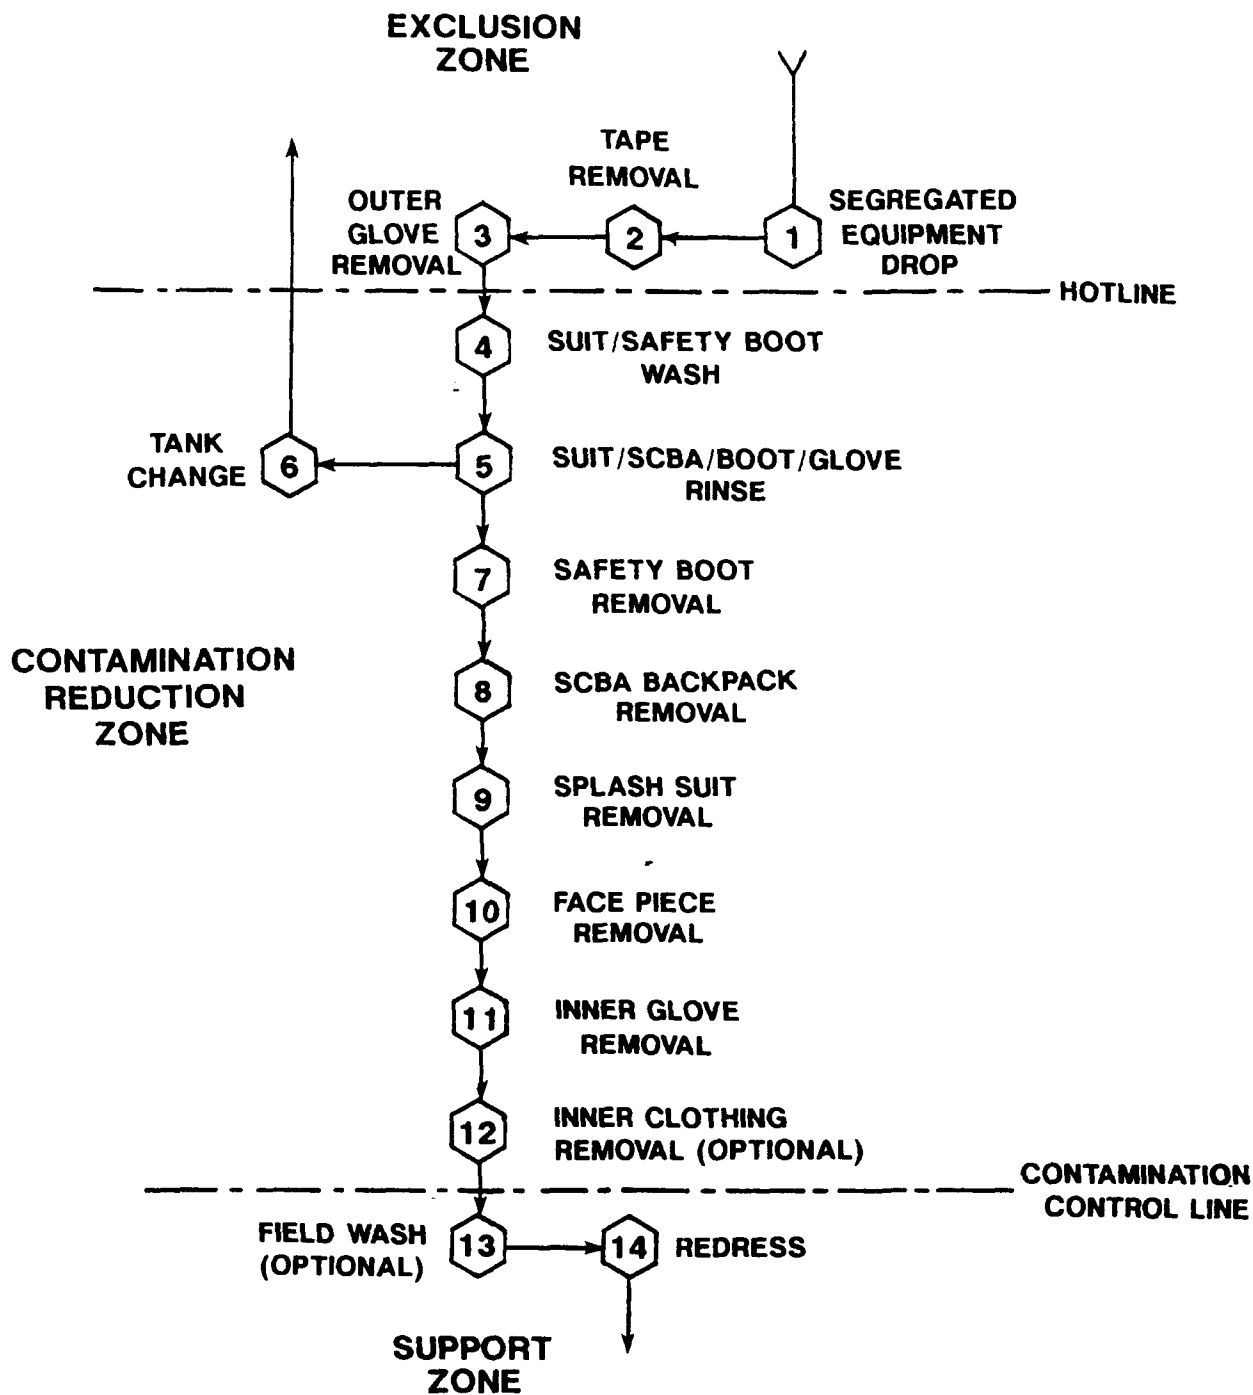 EXCLUSION
ZONE
TAPE
REMOVAL
OUTER
GLOVE
REMOVAL
3
2
1
SEGREGATED
EQUIPMENT
DROP
HOTLINE
4
SUIT/SAFETY BOOT
WASH
TANK
CHANGE
6
5
SUIT/SCBA/BOOT/GLOVE
RINSE
7
SAFETY BOOT
REMOVAL
CONTAMINATION
REDUCTION
ZONE
8
SCBA BACKPACK
REMOVAL
9
SPLASH SUIT
REMOVAL
10
FACE PIECE
REMOVAL
11
INNER GLOVE
REMOVAL
12
INNER CLOTHING
REMOVAL (OPTIONAL)
CONTAMINATION
CONTROL LINE
FIELD WASH
(OPTIONAL)
13
14
REDRESS
SUPPORT
ZONE